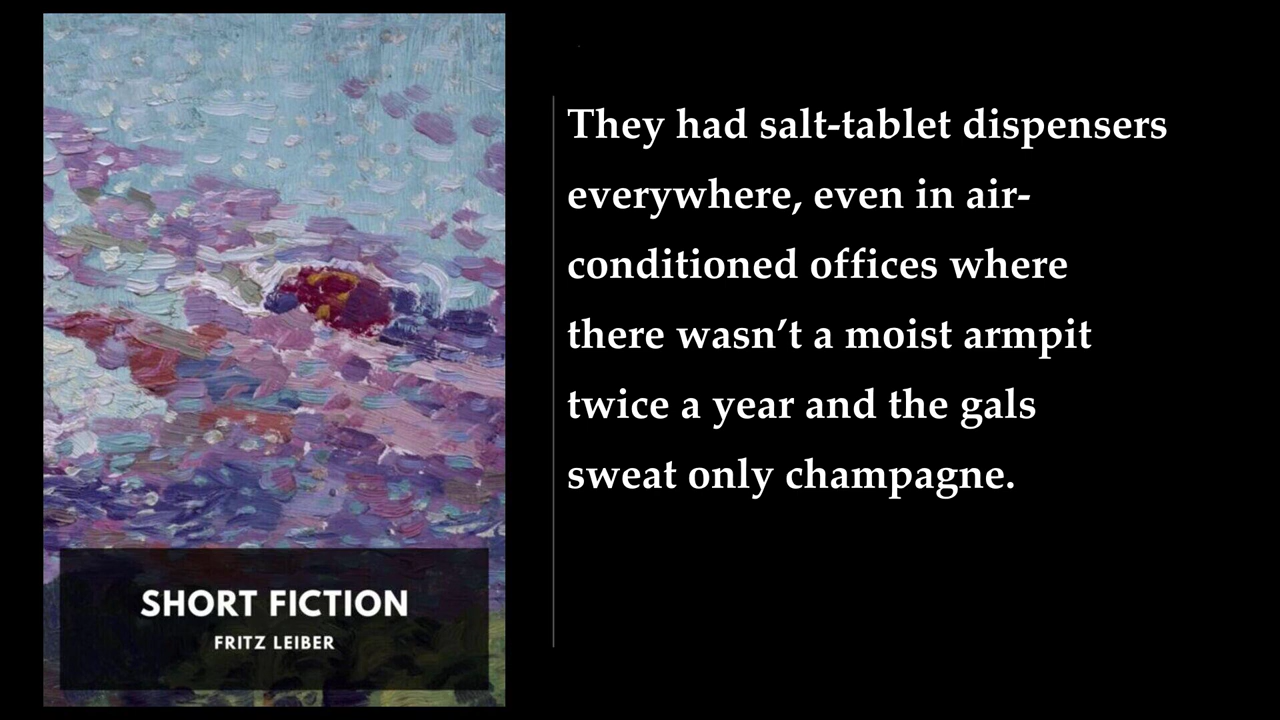 They had salt-tablet dispensers
everywhere, even in air-
conditioned offices where
there wasn’t a moist armpit
twice a year and the gals
sweat only champagne.
SHORT FICTION
FRITZ LEIBER